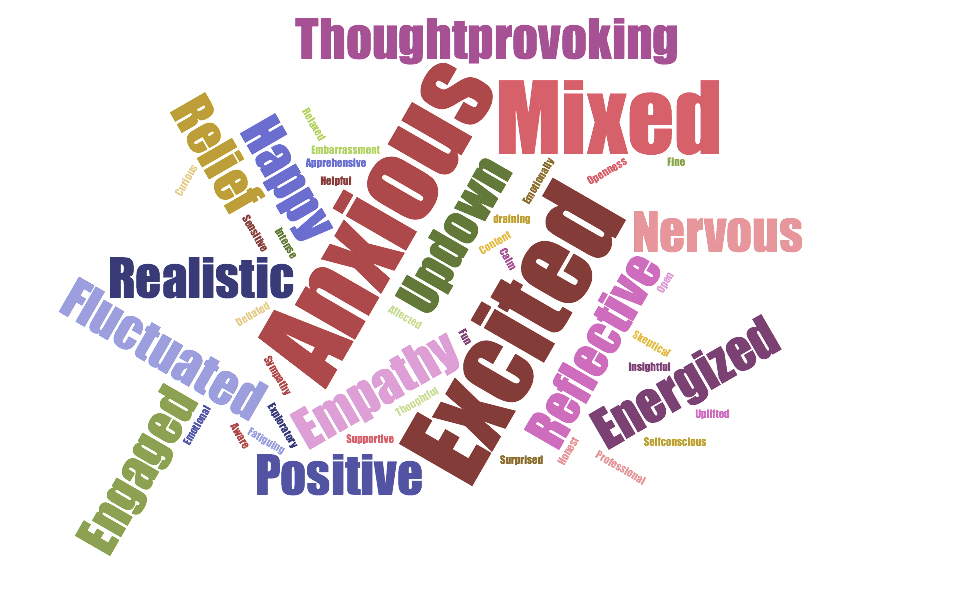 Thoughtprovoking
Mixed
Anxious
Relief
Happy
Relaxed
Embarrassment
Apprehensive
Helpful
Curious
Updown
Emotionally
Openness
Fine
draining
Excited
Nervous
Sensitive
Intense
Content
Calm
Realistic
Reflective
Open
Fluctuated
Deflated
Affected
Fun
Skeptical
Energized
Insightful
Empathy
Sympathy
Thoughtful
Engaged
Emotional
Exploratory
Aware
Fatiguing
Supportive
Uplifted
Selfconscious
Honest
Surprised
Professional
Positive